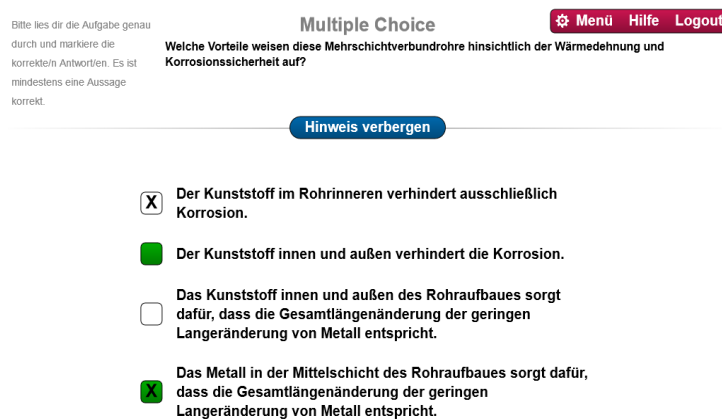 Bitte lies dir die Aufgabe genau
durch und markiere die
korrekte/n Antwort/en. Es ist
mindestens eine Aussage
korrekt.
Multiple Choice
Menü Hilfe Logout
Welche Vorteile weisen diese Mehrschichtverbundrohre hinsichtlich der Wärmedehnung und
Korrosionssicherheit auf?
Hinweis verbergen
X
Der Kunststoff im Rohrinneren verhindert ausschließlich
Korrosion.
Der Kunststoff innen und außen verhindert die Korrosion.
Das Kunststoff innen und außen des Rohraufbaues sorgt
dafür, dass die Gesamtlängenänderung der geringen
Langeränderung von Metall entspricht.
X
Das Metall in der Mittelschicht des Rohraufbaues sorgt dafür,
dass die Gesamtlängenänderung der geringen
Langeränderung von Metall entspricht.